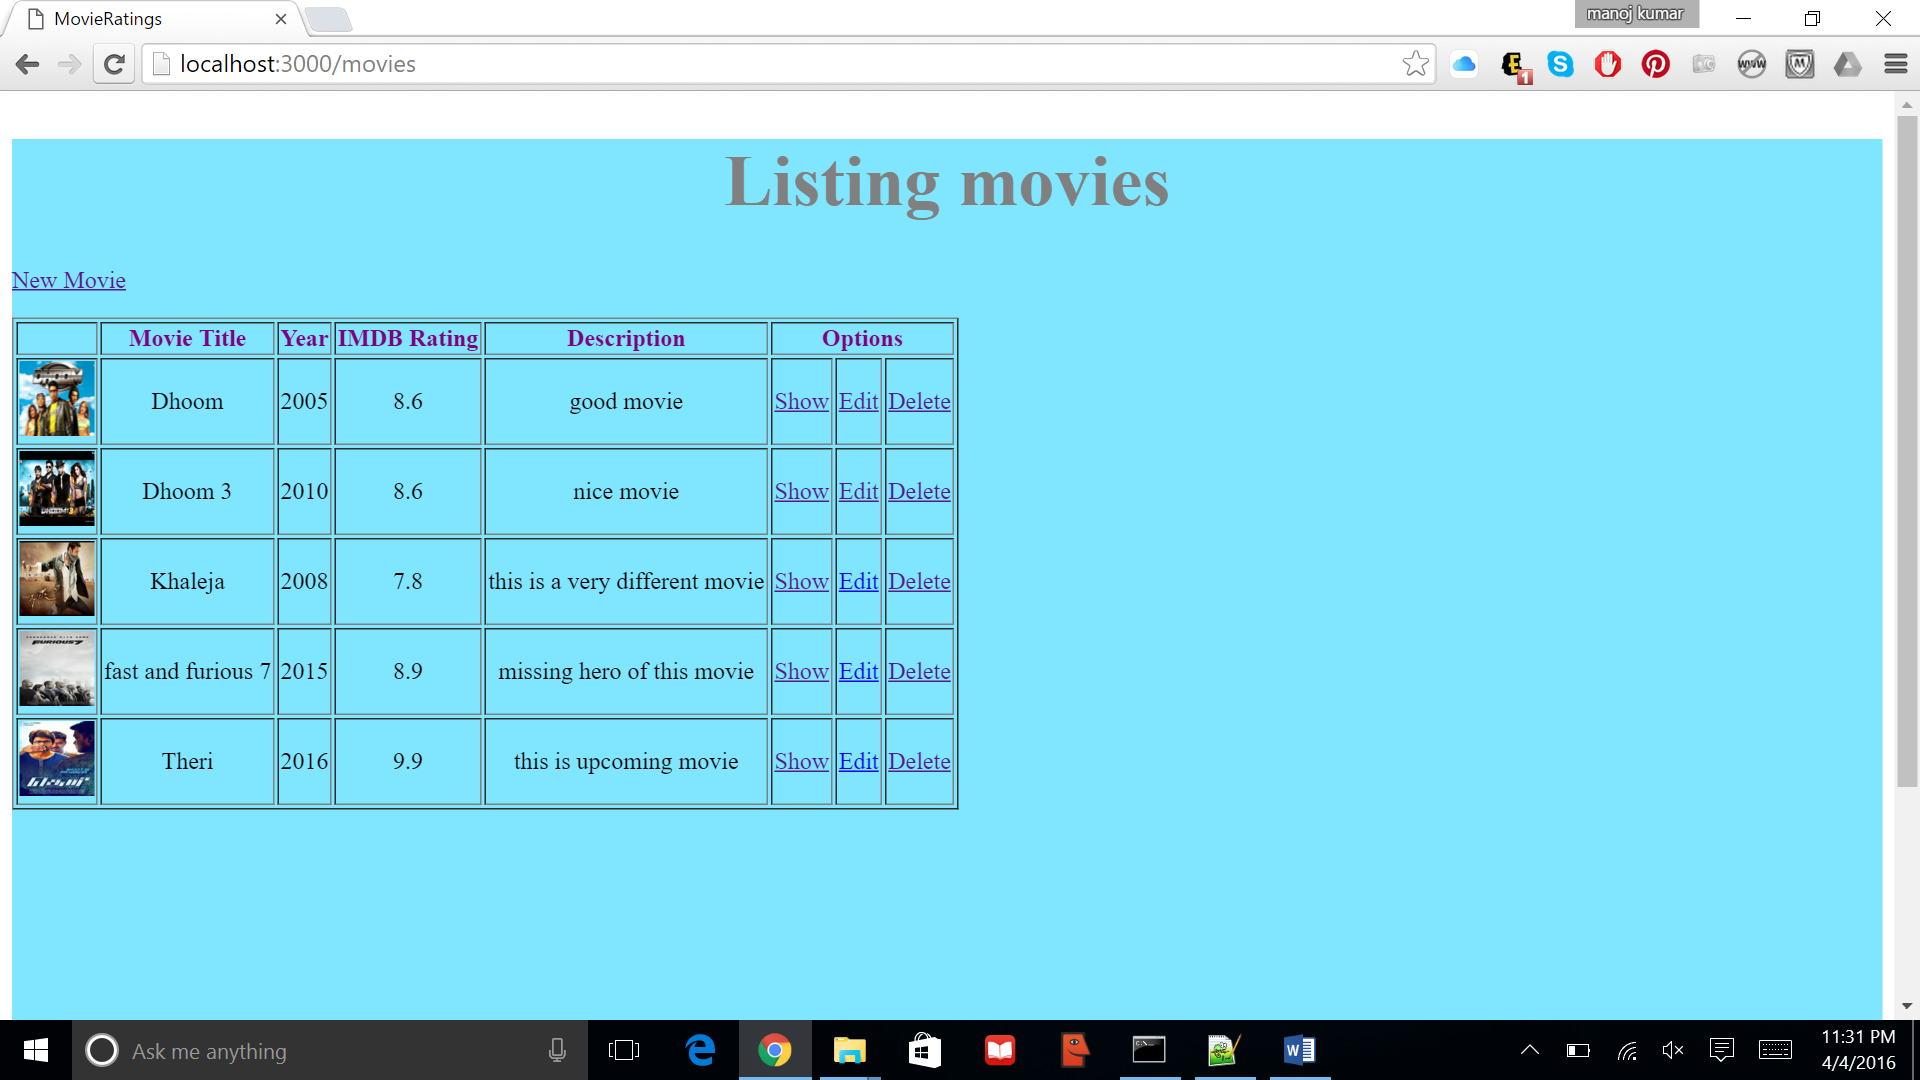 MovieRatings
manoj kumar
localhost:3000/movies
1
Listing movies
New Movie
Movie Title Year IMDB Rating Description Options
Dhoom 2005 8.6 good movie Show Edit Delete
Dhoom 3 2010 8.6 nice movie Show Edit Delete
Khaleja 2008 7.8 this is a very different movie Show Edit Delete
FURIOUS 7
fast and furious 7 2015 8.9 missing hero of this movie Show Edit Delete
Theri 2016 9.9 this is upcoming movie Show Edit Delete
Ask me anything
11:31 PM
4/4/2016